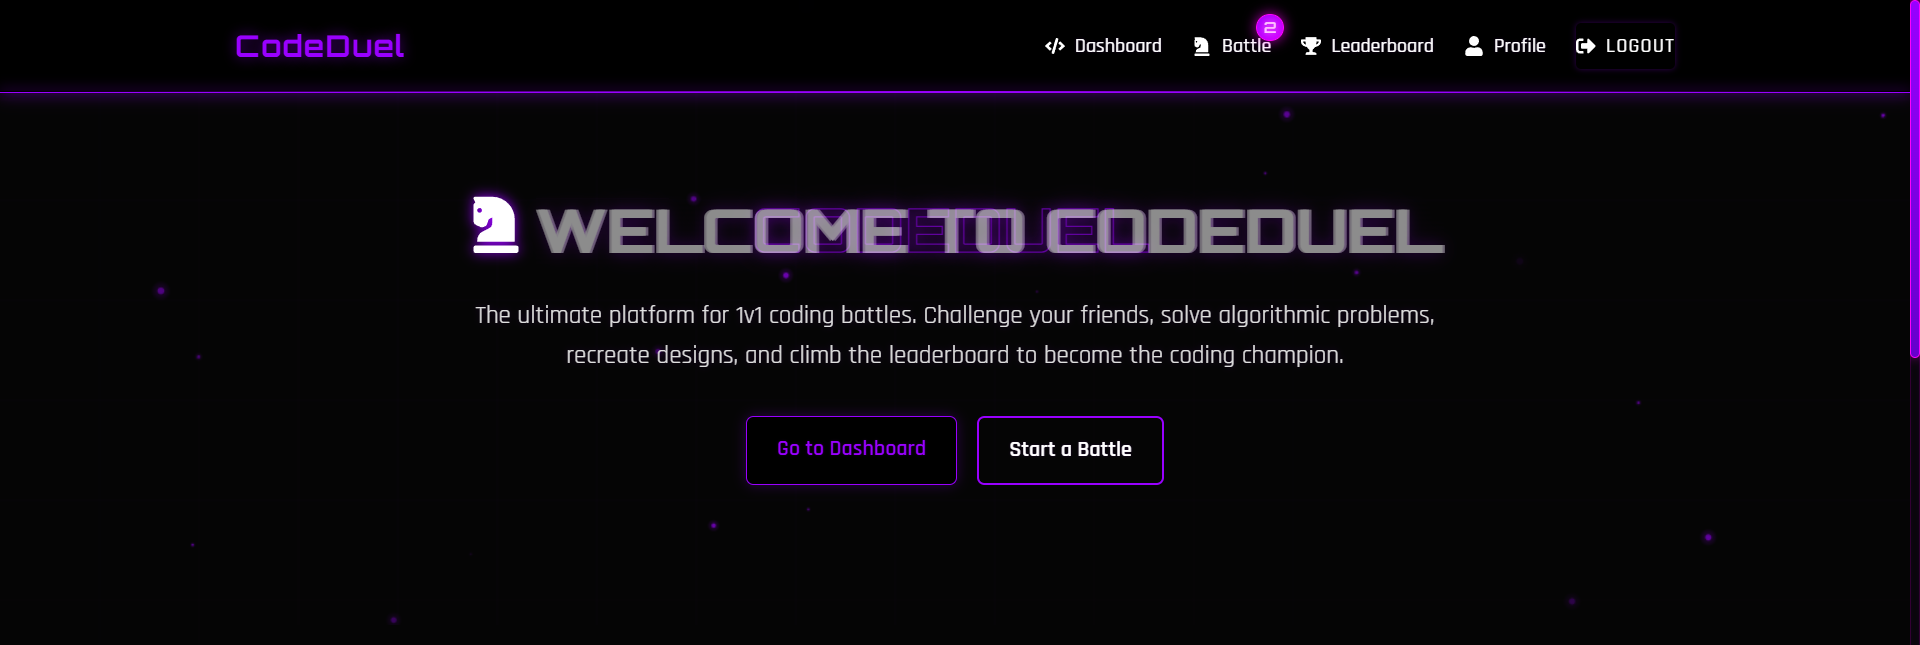 CodeDuel
Dashboard
Battle
2
Leaderboard
Profile
LOGOUT
WELCOME TO CODEDUEL
The ultimate platform for 1v1 coding battles. Challenge your friends, solve algorithmic problems,
recreate designs, and climb the leaderboard to become the coding champion.
Go to Dashboard
Start a Battle